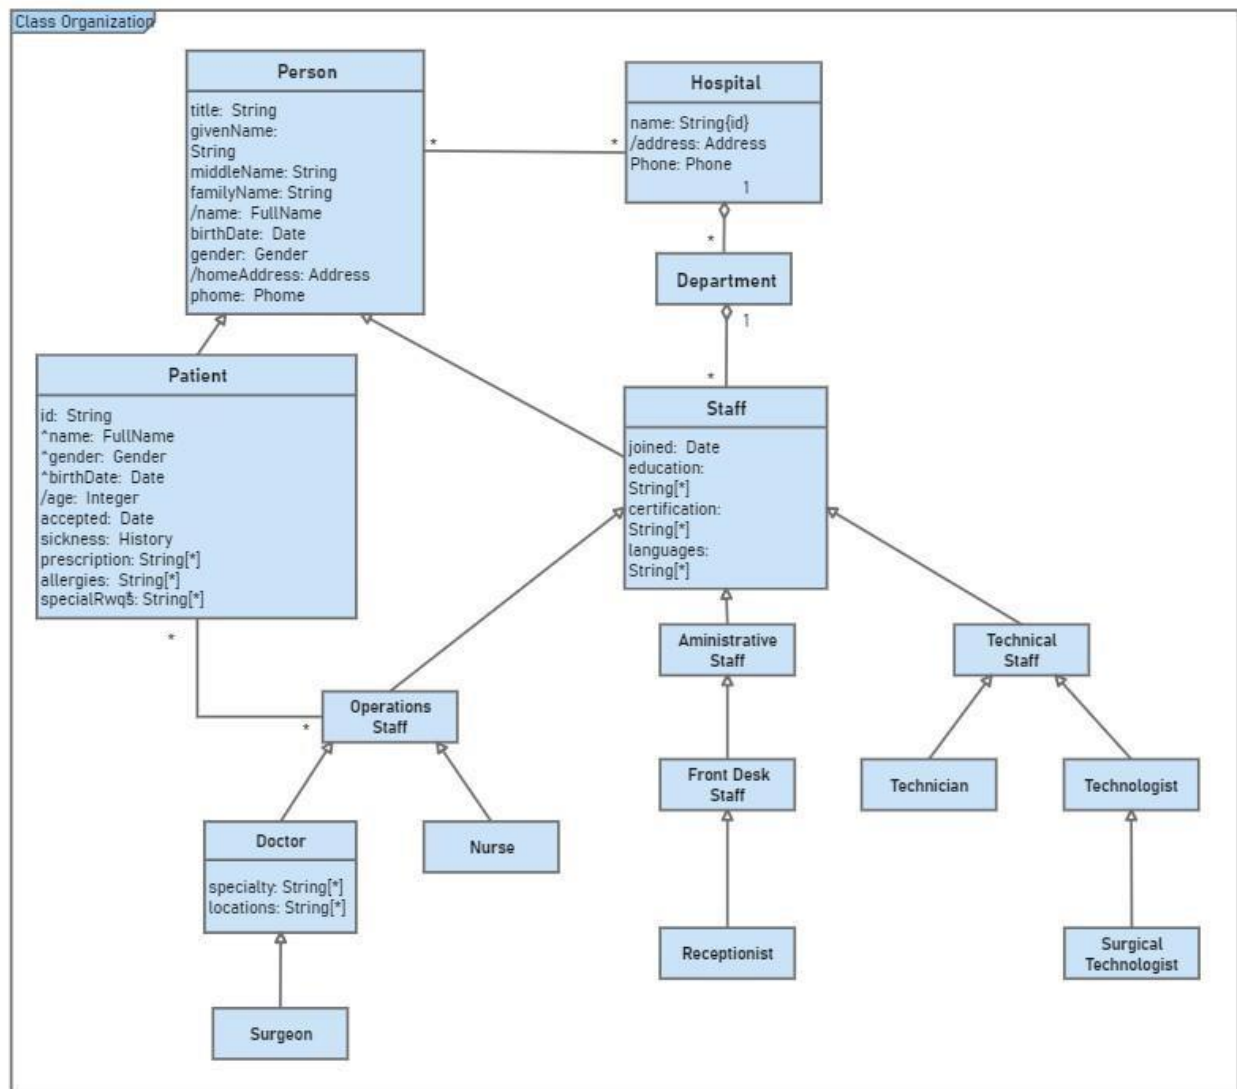 Class Organization
Person
title: String
givenName:
String
middleName: String
familyName: String
/name: FullName
birthDate: Date
gender: Gender
/homeAddress: Address
phome: Phome
*
*
Hospital
name: String{id}
/address: Address
Phone: Phone
1
*
Department
1
*
Patient
id: String
^name: FullName
^gender: Gender
^birthDate: Date
/age: Integer
accepted: Date
sickness: History
prescription: String[*]
allergies: String[*]
specialRwqs: String[*]
*
*
Staff
joined: Date
education:
String[*]
certification:
String[*]
languages:
String[*]
Operations
Staff
Aministrative
Staff
Technical
Staff
Doctor
specialty: String[*]
locations: String[*]
Nurse
Front Desk
Staff
Technician
Technologist
Surgeon
Receptionist
Surgical
Technologist